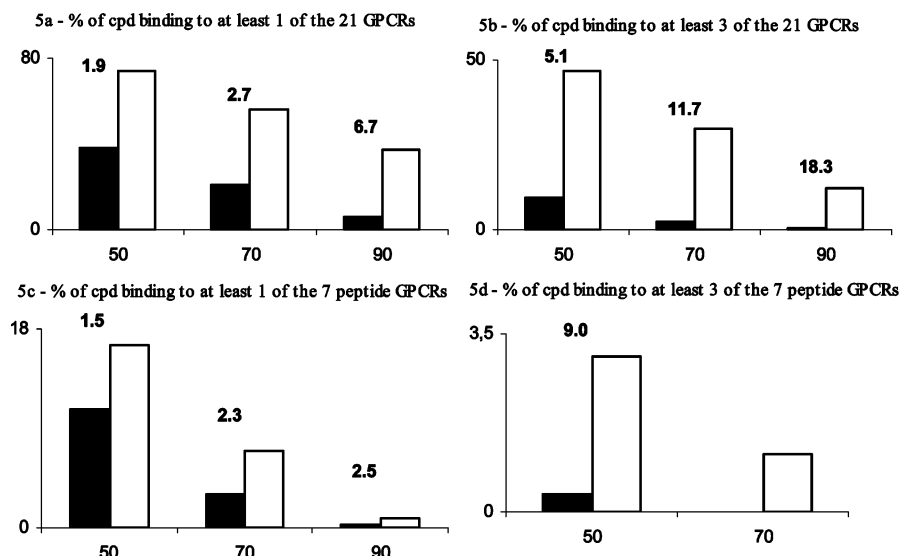 5a - % of cpd binding to at least 1 of the 21 GPCRs
80
1.9
2.7
6.7
0
50 70 90
5b - % of cpd binding to at least 3 of the 21 GPCRs
50
5.1
11.7
18.3
0
50 70 90
5c - % of cpd binding to at least 1 of the 7 peptide GPCRs
18
1.5
2.3
2.5
0
50 70 90
5d - % of cpd binding to at least 3 of the 7 peptide GPCRs
3,5
9.0
0
50 70